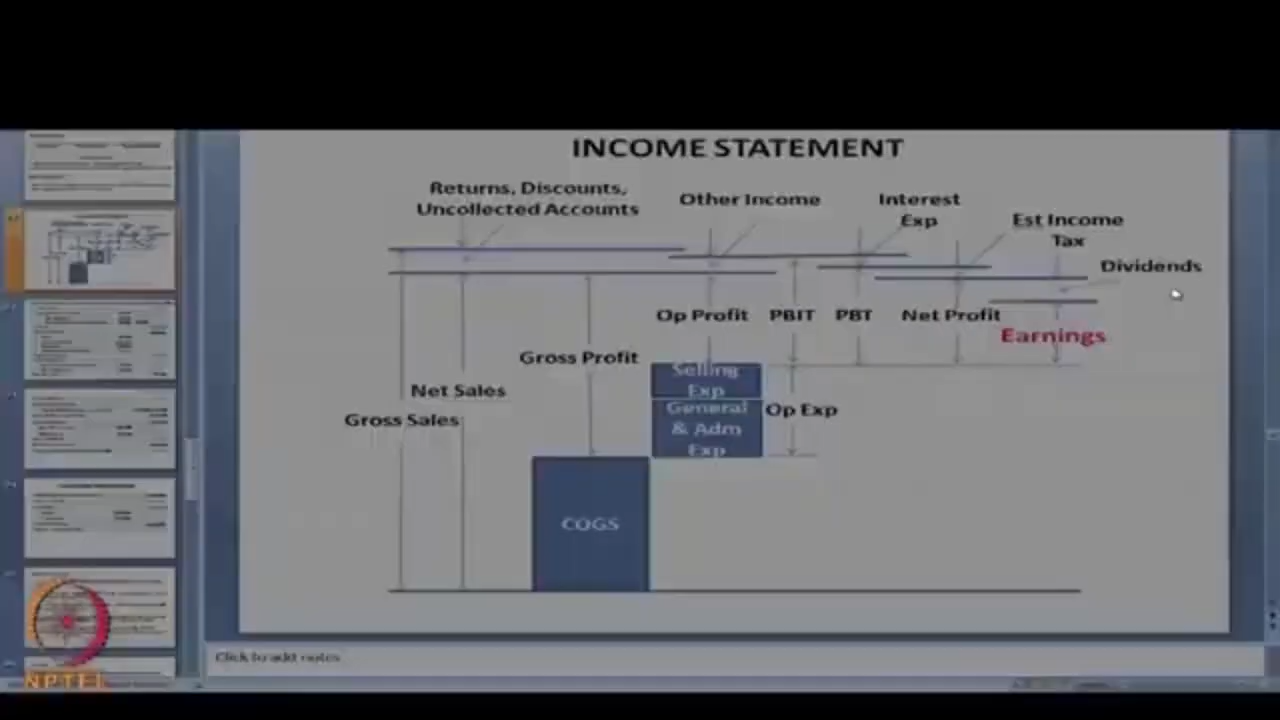 INCOME STATEMENT
Returns, Discounts,
Uncollected Accounts
Other Income
Interest
Exp
Est Income
Tax
Dividends
Op Profit
PBIT
PBT
Net Profit
Earnings
Gross Profit
Selling
Exp
Net Sales
General
& Adm
Exp
Op Exp
Gross Sales
COGS
Click to add notes
NPTEL